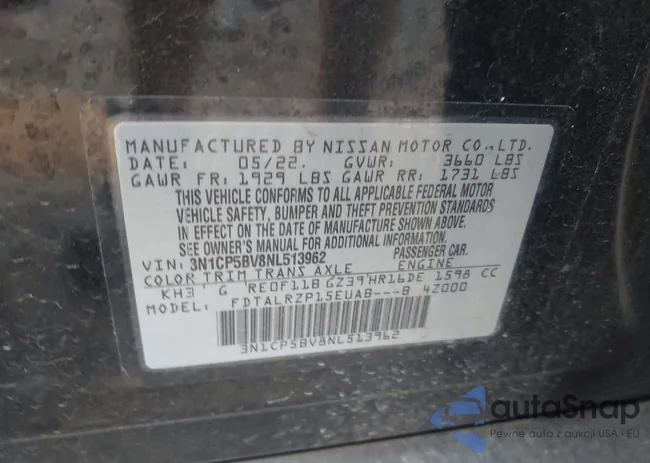 MANUFACTURED BY NISSAN MOTOR CO., LTD.
DATE: 05/22. GVWR: 3660 LBS
GAWR FR: 1929 LBS GAWR RR: 1731 LBS
THIS VEHICLE CONFORMS TO ALL APPLICABLE FEDERAL MOTOR
VEHICLE SAFETY, BUMPER AND THEFT PREVENTION STANDARDS
IN EFFECT ON THE DATE OF MANUFACTURE SHOWN ABOVE.
SEE OWNER'S MANUAL FOR ADDITIONAL INFORMATION.
VIN: 3N1CP5BV8NL513962 PASSENGER CAR.
COLOR TRIM TRANS AXLE ENGINE
KH3 G RE0F11B GZ39 HR16DE 1598 CC
MODEL: FDTALRZP15EUAB---B 4Z000
3N1CP5BV8NL513962
autoSnap
Pewne auto z aukcji USA - EU